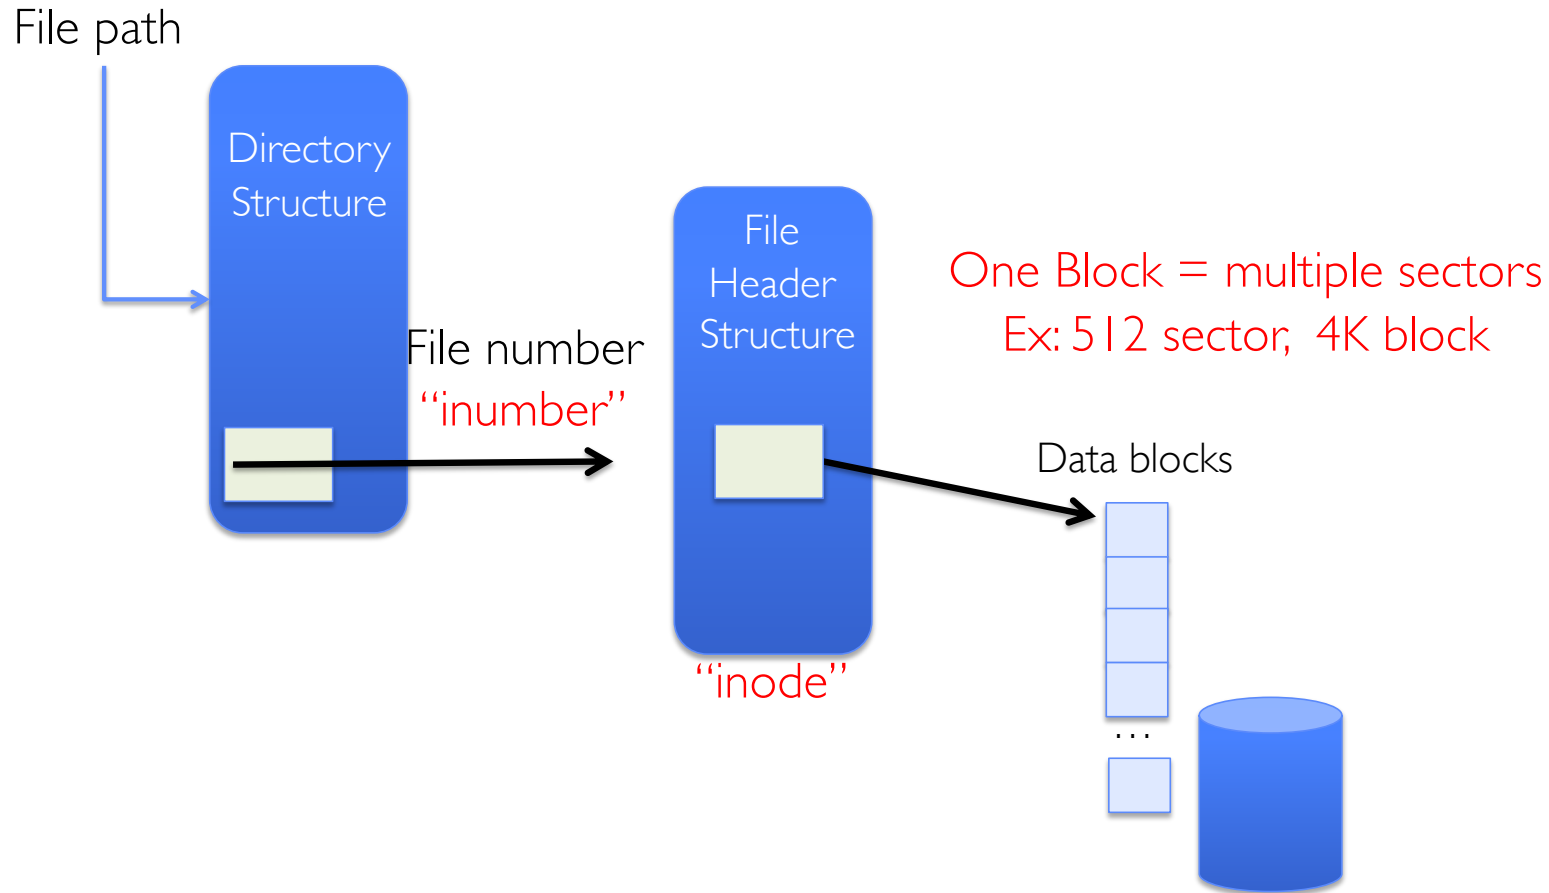 File path
Directory
Structure
File number
“inumber”
File
Header
Structure
“inode”
One Block = multiple sectors
Ex: 512 sector, 4K block
Data blocks
...